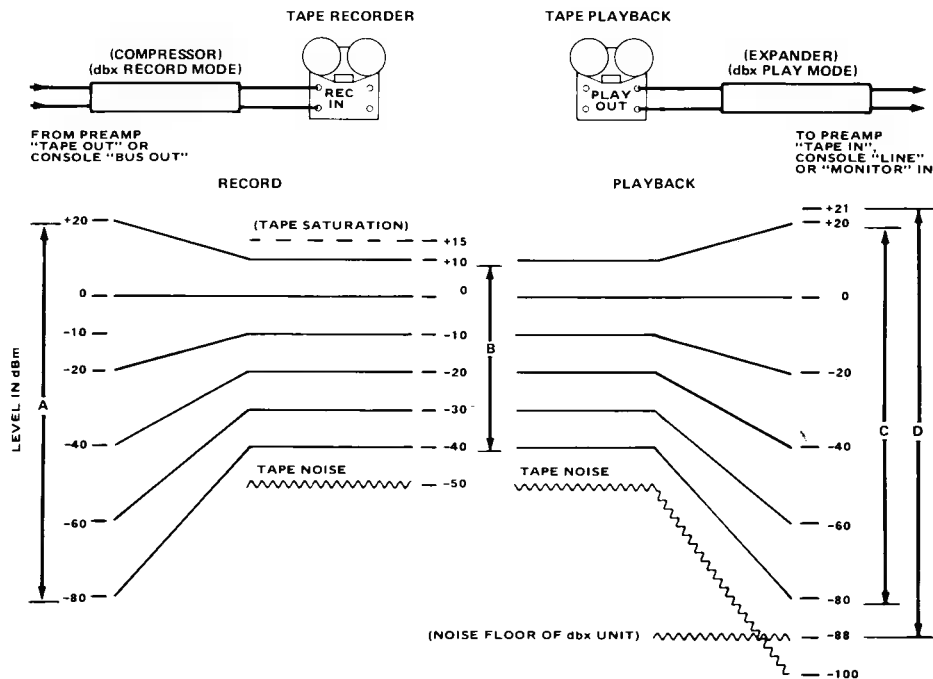 TAPE RECORDER
TAPE PLAYBACK
(COMPRESSOR)
(dbx RECORD MODE)
(EXPANDER)
(dbx PLAY MODE)
REC
IN
PLAY
OUT
FROM PREAMP
"TAPE OUT" OR
CONSOLE "BUS OUT"
TO PREAMP
"TAPE IN",
CONSOLE "LINE"
OR "MONITOR" IN
RECORD
PLAYBACK
LEVEL IN dBm
+20
0
-10
-20
-40
-60
-80
A
(TAPE SATURATION)
+15
+10
0
-10
-20
-30
-40
-50
B
TAPE NOISE
TAPE NOISE
(NOISE FLOOR OF dbx UNIT)
+21
+20
0
-20
-40
-60
-80
-88
-100
C
D